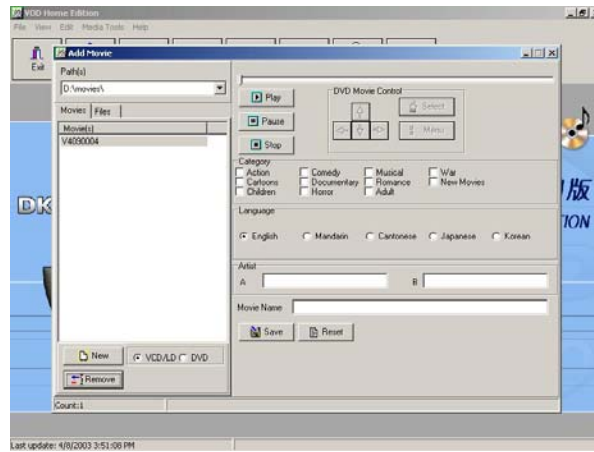 VOD Home Edition
File View Edit Media Tools Help
Exit
Add Movie
Path(s)
D:\movies\
Movies Files
Movie(s)
V4030004
New
VCD/LD DVD
Remove
Count:1
Play
Pause
Stop
DVD Movie Control
Select
Menu
Category
Action Comedy Musical War
Cartoons Documentary Romance New Movies
Children Horror Adult
Language
English Mandarin Cantonese Japanese Korean
Artist
A B
Movie Name
Save Reset
DK
版
ION
Last update: 4/8/2003 3:51:08 PM